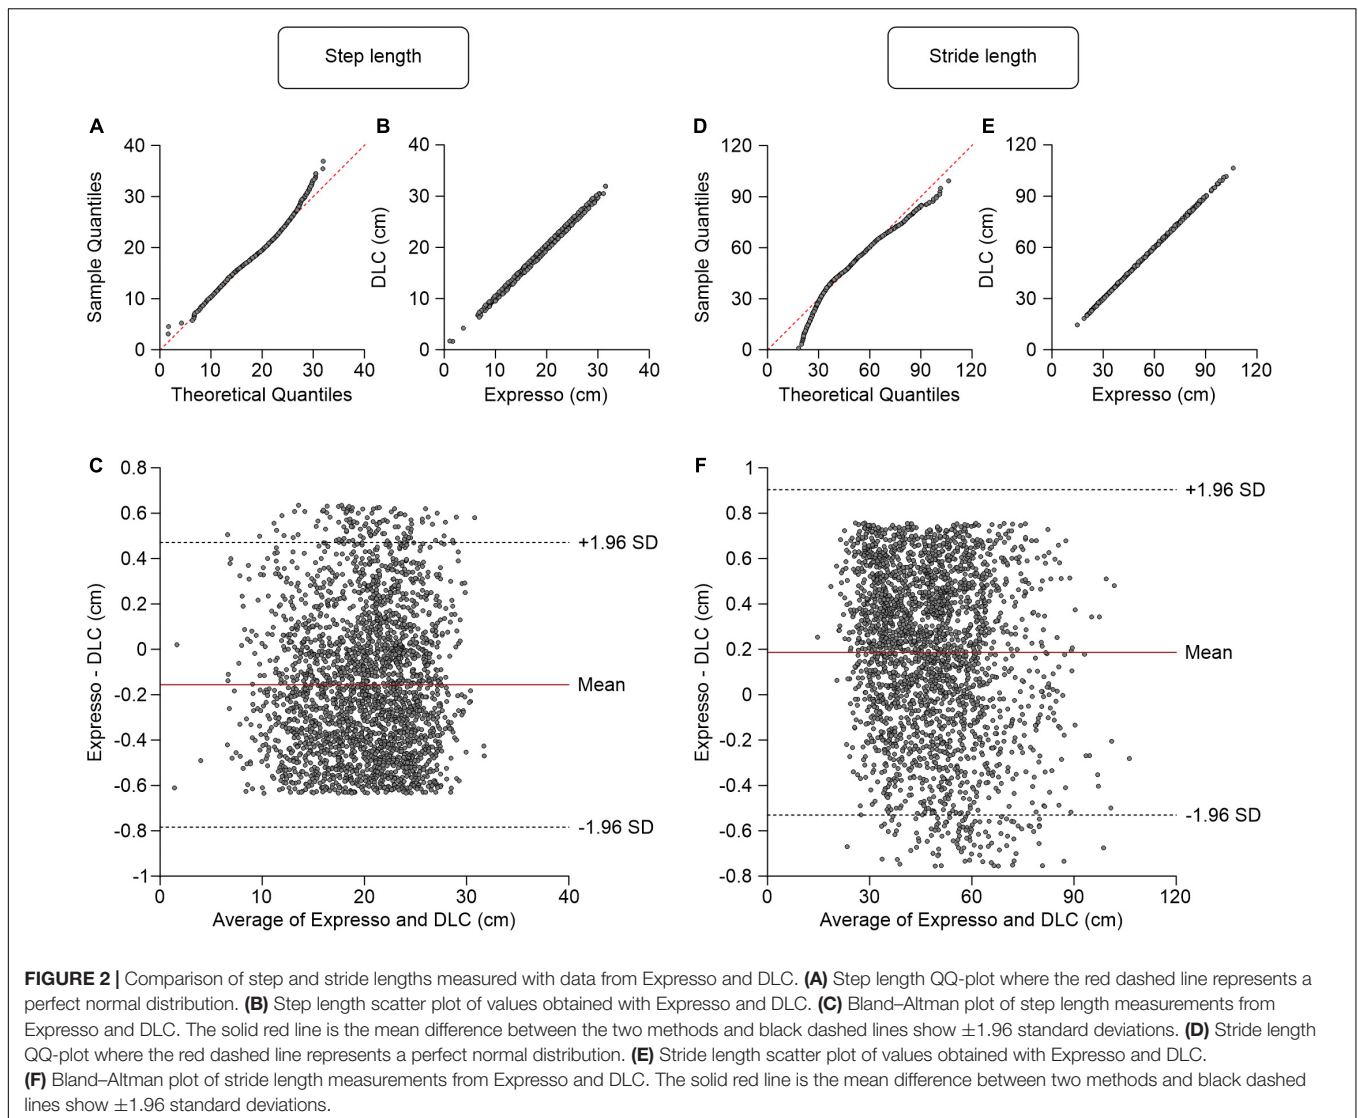 Step length
Stride length
A
B
D
E
Sample Quantiles
40
30
20
10
0
0 10 20 30 40
Theoretical Quantiles
DLC (cm)
40
30
20
10
0
0 10 20 30 40
Expresso (cm)
Sample Quantiles
120
90
60
30
0
0 30 60 90 120
Theoretical Quantiles
DLC (cm)
120
90
60
30
0
0 30 60 90 120
Expresso (cm)
C
Expresso - DLC (cm)
0.8
0.6
0.4
0.2
0
-0.2
-0.4
-0.6
-0.8
-1
+1.96 SD
Mean
-1.96 SD
0 10 20 30 40
Average of Expresso and DLC (cm)
F
Expresso - DLC (cm)
1
0.8
0.6
0.4
0.2
0
-0.2
-0.4
-0.6
-0.8
+1.96 SD
Mean
-1.96 SD
0 30 60 90 120
Average of Expresso and DLC (cm)
FIGURE 2 | Comparison of step and stride lengths measured with data from Expresso and DLC. (A) Step length QQ-plot where the red dashed line represents a
perfect normal distribution. (B) Step length scatter plot of values obtained with Expresso and DLC. (C) Bland–Altman plot of step length measurements from
Expresso and DLC. The solid red line is the mean difference between the two methods and black dashed lines show ±1.96 standard deviations. (D) Stride length
QQ-plot where the red dashed line represents a perfect normal distribution. (E) Stride length scatter plot of values obtained with Expresso and DLC.
(F) Bland–Altman plot of stride length measurements from Expresso and DLC. The solid red line is the mean difference between two methods and black dashed
lines show ±1.96 standard deviations.